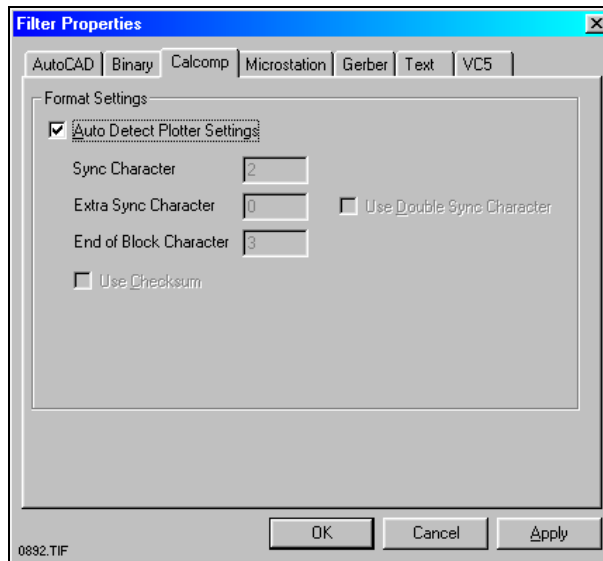 Filter Properties
AutoCAD Binary Calcomp Microstation Gerber Text VC5
Format Settings
Auto Detect Plotter Settings
Sync Character 2
Extra Sync Character 0 Use Double Sync Character
End of Block Character 3
Use Checksum
OK Cancel Apply
0892.TIF